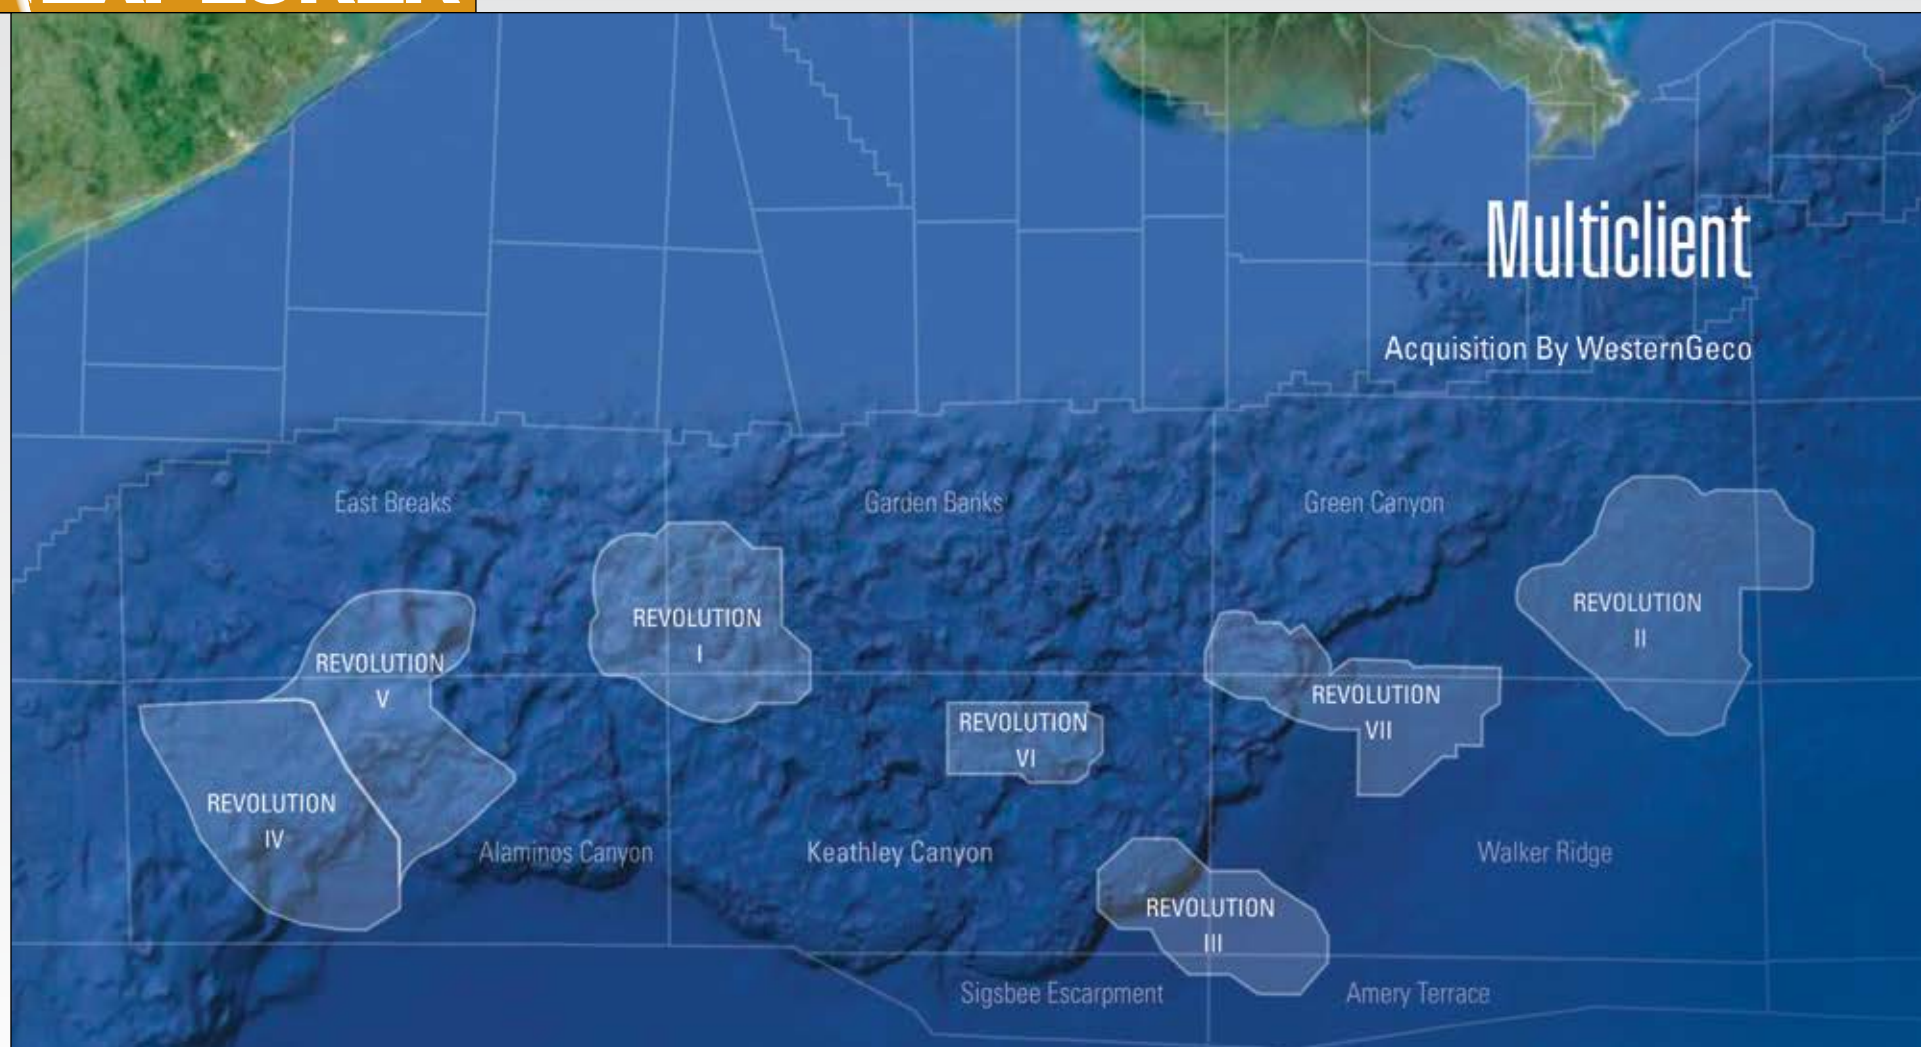 EXPLORER
Multiclient
Acquisition By WesternGeco
East Breaks
Garden Banks
Green Canyon
REVOLUTION
I
REVOLUTION
II
REVOLUTION
V
REVOLUTION
VII
REVOLUTION
VI
REVOLUTION
IV
Alaminos Canyon
Keathley Canyon
Walker Ridge
REVOLUTION
III
Sigsbee Escarpment
Amery Terrace